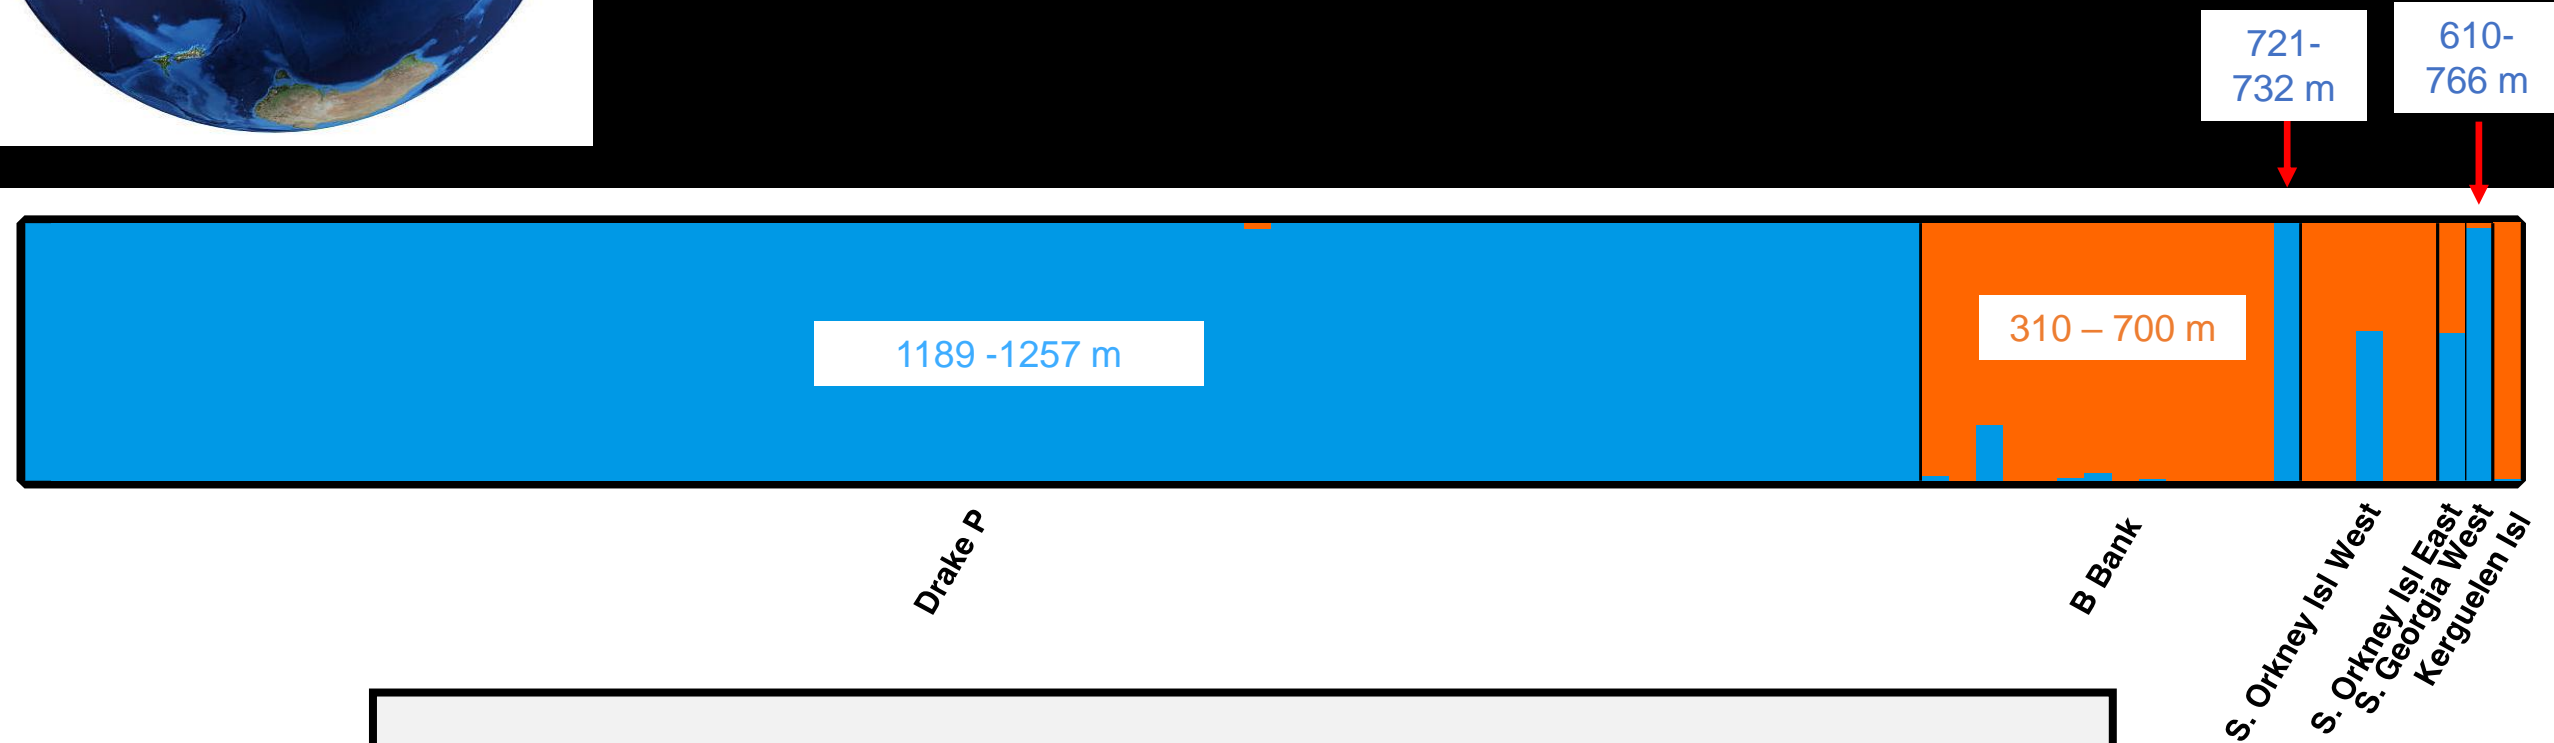 721-
732 m
610-
766 m
1189 -1257 m
310 – 700 m
Drake P
B Bank
S. Orkney Isl West
S. Orkney Isl East
S. Georgia West
Kerguelen Isl